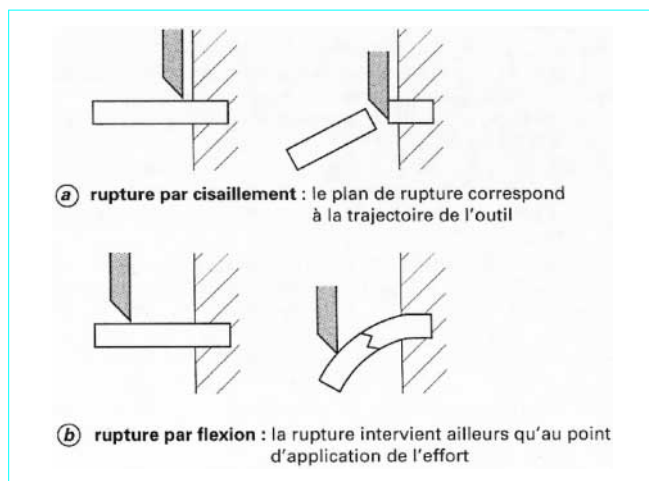 a rupture par cisaillement : le plan de rupture correspond
à la trajectoire de l'outil
b rupture par flexion : la rupture intervient ailleurs qu'au point
d'application de l'effort